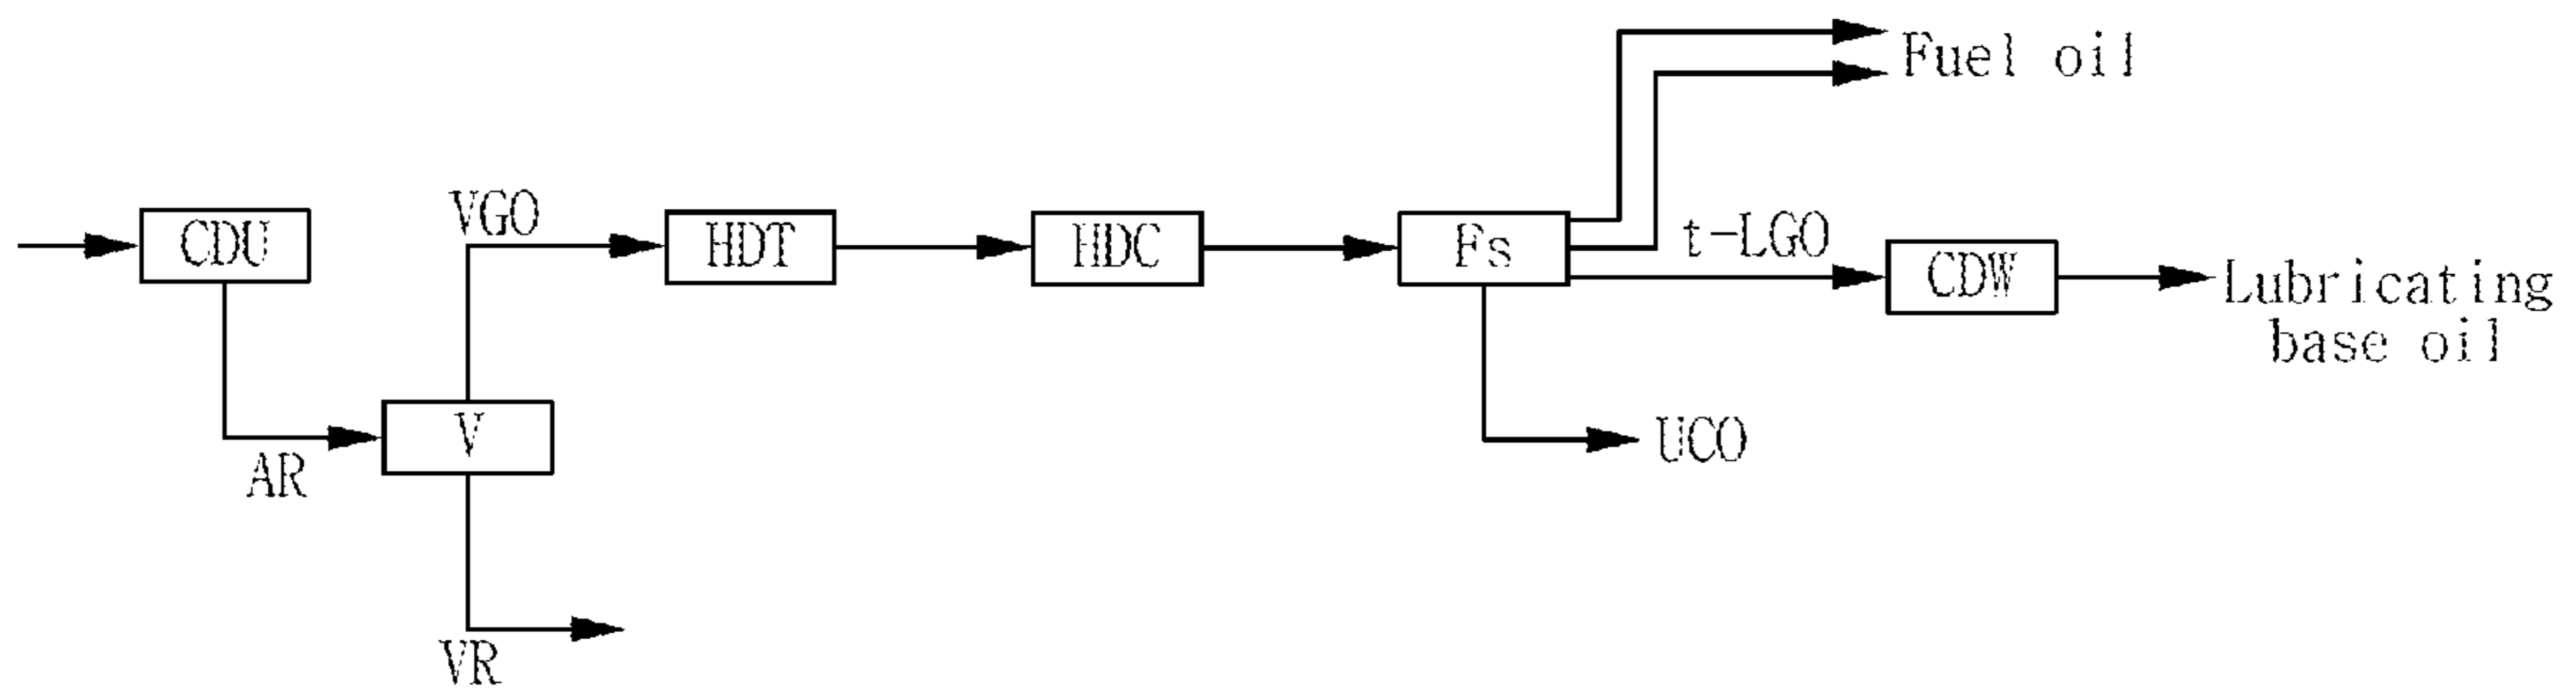 Fuel oil
VGO
CDU
HDT
HDC
Fs
t-LGO
CDW
Lubricating
base oil
V
AR
UCO
VR